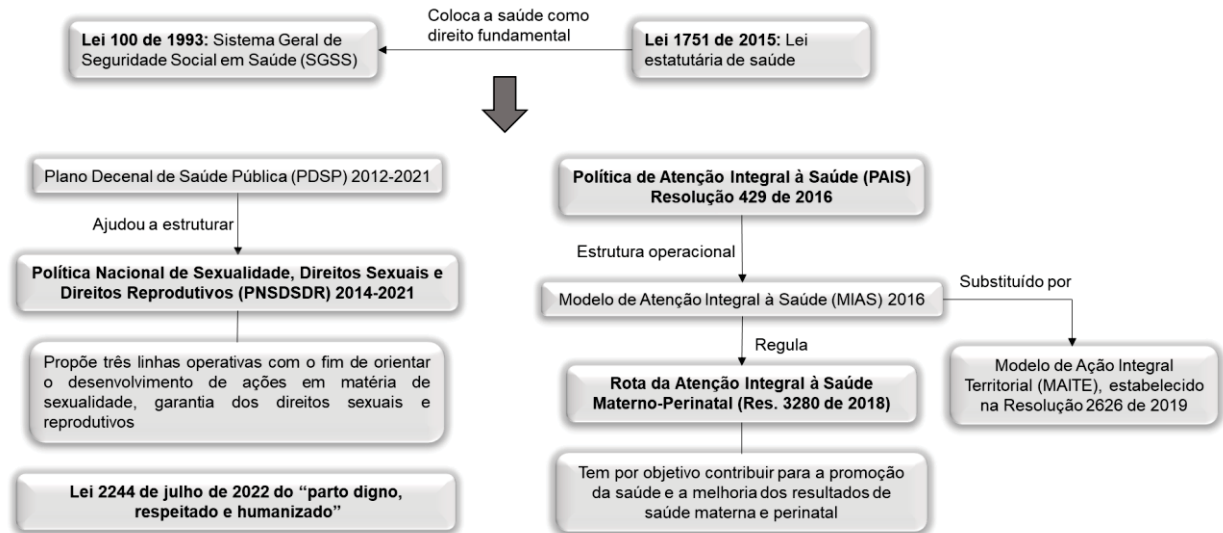 Coloca a saúde como
direito fundamental
Lei 100 de 1993: Sistema Geral de
Seguridade Social em Saúde (SGSS)
Lei 1751 de 2015: Lei
estatutária de saúde
Plano Decenal de Saúde Pública (PDSP) 2012-2021
Ajudou a estruturar
Política Nacional de Sexualidade, Direitos Sexuais e
Direitos Reprodutivos (PNSDSDR) 2014-2021
Propõe três linhas operativas com o fim de orientar
o desenvolvimento de ações em matéria de
sexualidade, garantia dos direitos sexuais e
reprodutivos
Lei 2244 de julho de 2022 do “parto digno,
respeitado e humanizado”
Política de Atenção Integral à Saúde (PAIS)
Resolução 429 de 2016
Estrutura operacional
Modelo de Atenção Integral à Saúde (MIAS) 2016
Substituído por
Modelo de Ação Integral
Territorial (MAITE), estabelecido
na Resolução 2626 de 2019
Regula
Rota da Atenção Integral à Saúde
Materno-Perinatal (Res. 3280 de 2018)
Tem por objetivo contribuir para a promoção
da saúde e a melhoria dos resultados de
saúde materna e perinatal